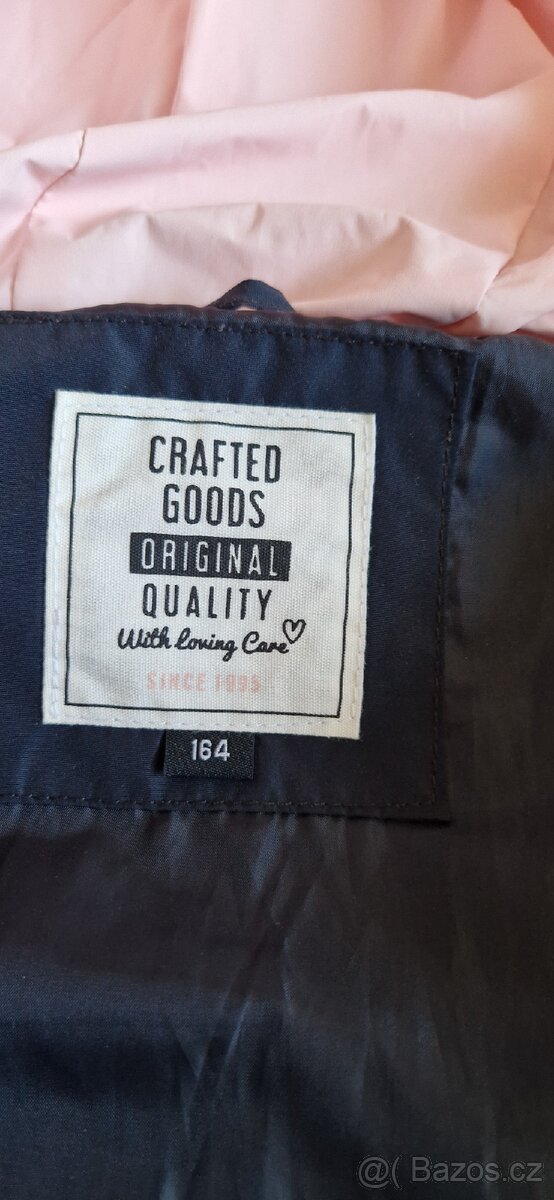 CRAFTED
GOODS
ORIGINAL
QUALITY
With Loving Care
SINCE 1995
164
@( Bazos.cz